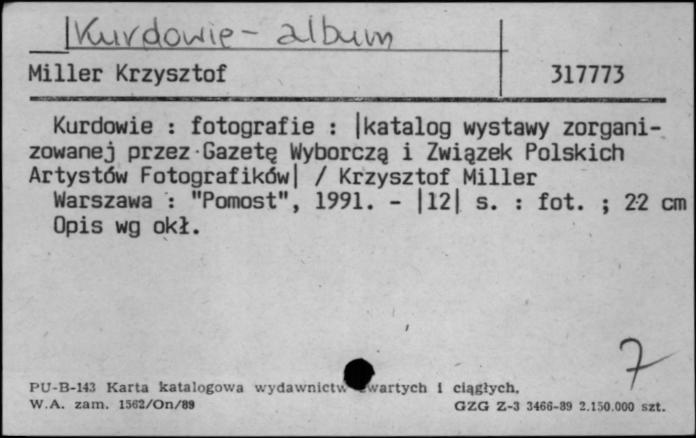 Kurdowie - album
Miller Krzysztof 317773
Kurdowie : fotografie : |katalog wystawy zorgani-
zowanej przez Gazetę Wyborczą i Związek Polskich
Artystów Fotografików| / Krzysztof Miller
Warszawa : "Pomost", 1991. - |12| s. : fot. ; 22 cm
Opis wg okł.
7
PU-B-143 Karta katalogowa wydawnictw zwartych i ciągłych.
W.A. zam. 1562/On/89 GZG Z-3 3466-89 2.150.000 szt.